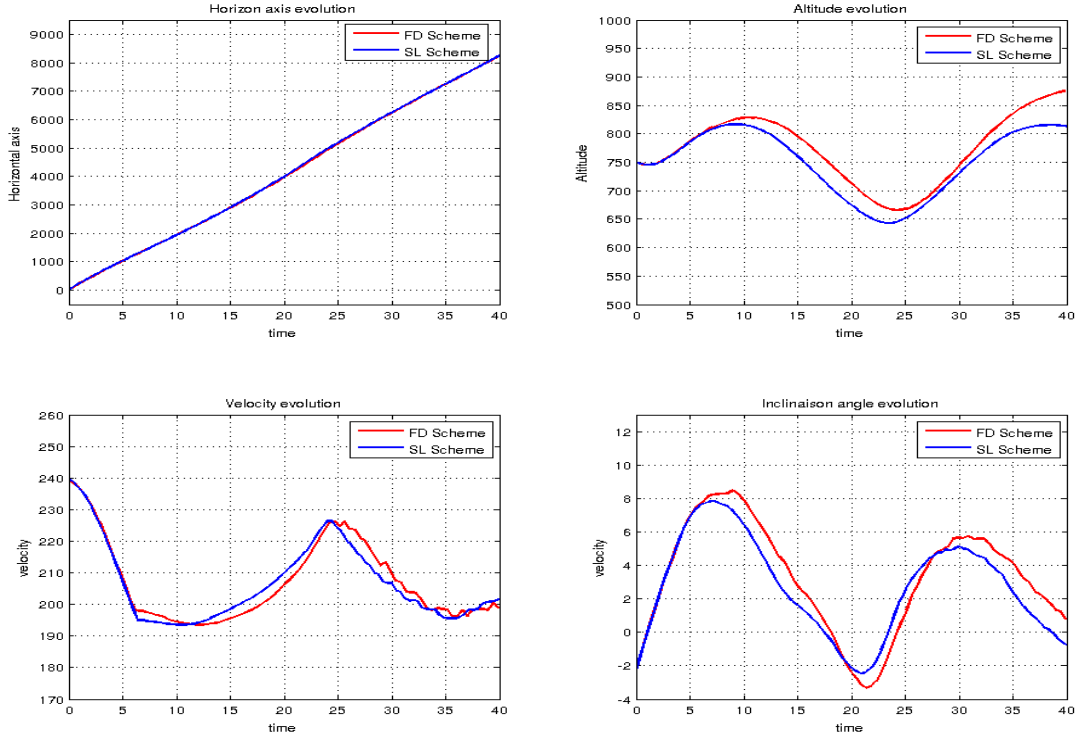 Horizon axis evolution
9000
8000
7000
6000
5000
4000
3000
2000
1000
0
Horizontal axis
FD Scheme
SL Scheme
0 5 10 15 20 25 30 35 40
time
Altitude evolution
1000
950
900
850
800
750
700
650
600
550
500
Altitude
FD Scheme
SL Scheme
0 5 10 15 20 25 30 35 40
time
Velocity evolution
260
250
240
230
220
210
200
190
180
170
velocity
FD Scheme
SL Scheme
0 5 10 15 20 25 30 35 40
time
Inclinaison angle evolution
12
10
8
6
4
2
0
-2
-4
velocity
FD Scheme
SL Scheme
0 5 10 15 20 25 30 35 40
time